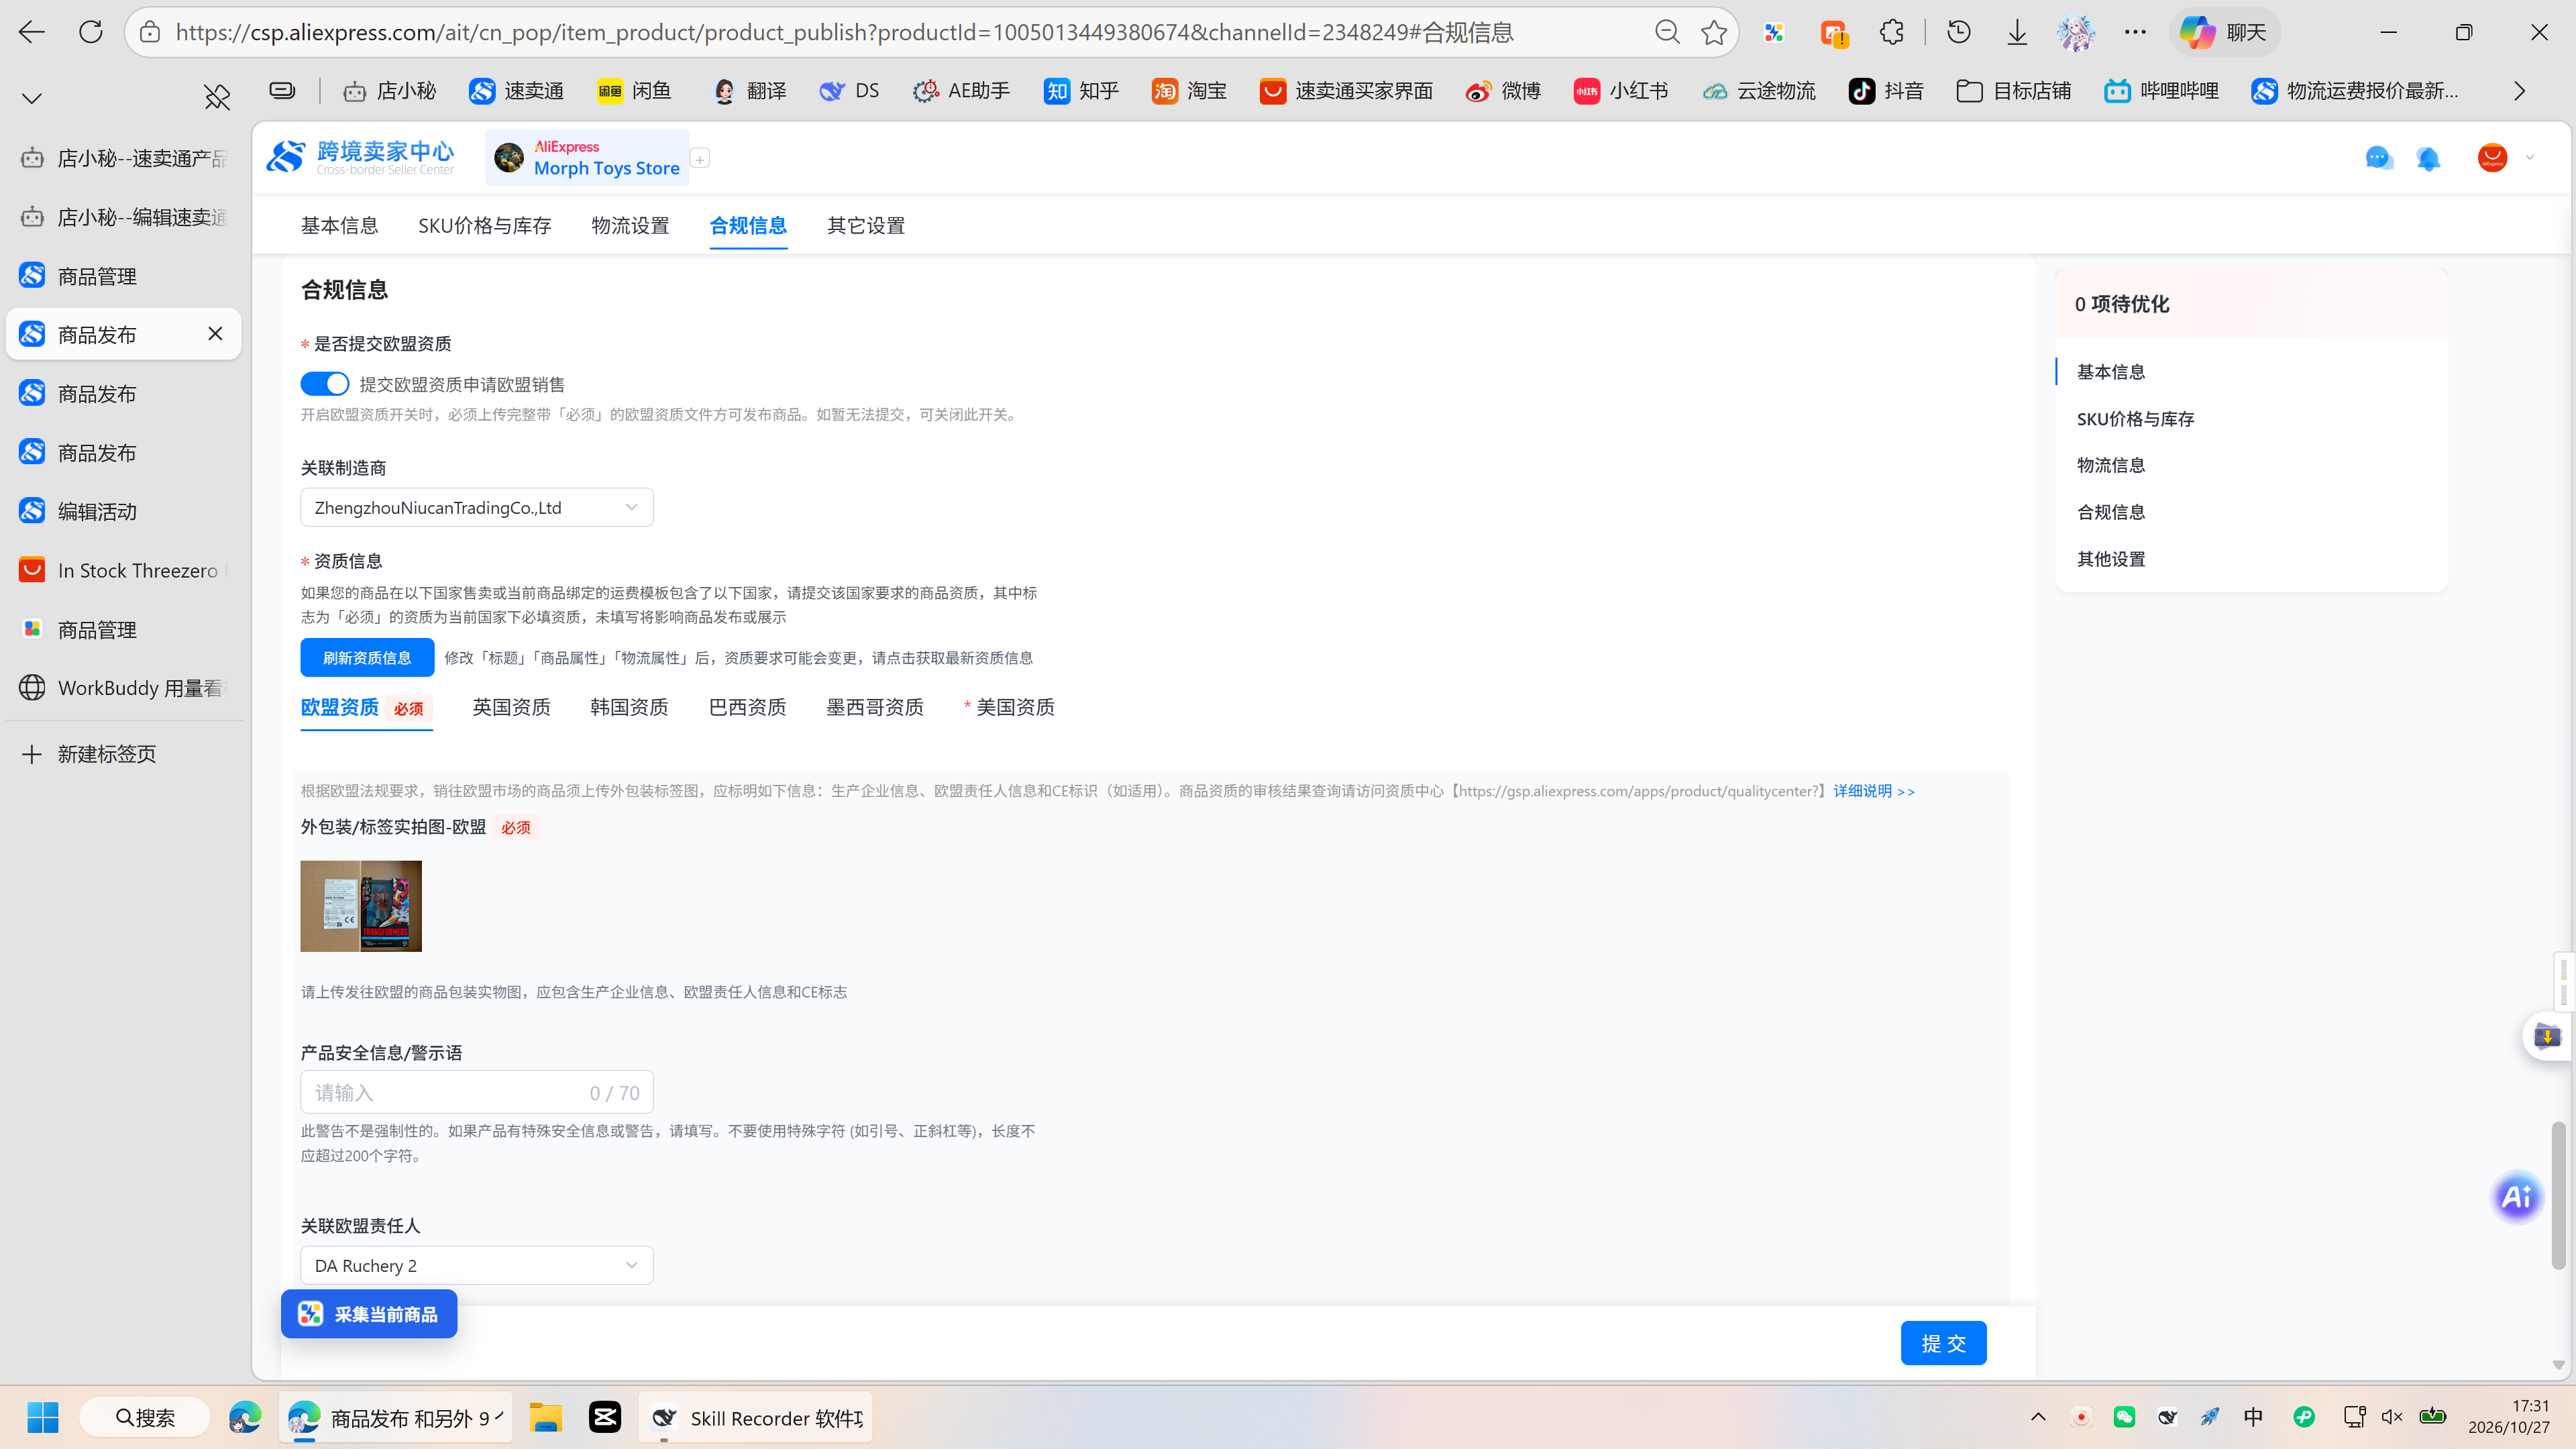 https://csp.aliexpress.com/ait/cn_pop/item_product/product_publish?productId=1005013449380674&channelId=2348249#合规信息
聊天
店小秘
速卖通
闲鱼
翻译
DS
AE助手
知乎
淘宝
速卖通买家界面
微博
小红书
云途物流
抖音
目标店铺
哔哩哔哩
物流运费报价最新...
店小秘--速卖通产品
店小秘--编辑速卖通
商品管理
商品发布
商品发布
商品发布
编辑活动
In Stock Threezero
商品管理
WorkBuddy 用量看
新建标签页
跨境卖家中心
Cross-border Seller Center
AliExpress
Morph Toys Store
基本信息
SKU价格与库存
物流设置
合规信息
其它设置
合规信息
* 是否提交欧盟资质
提交欧盟资质申请欧盟销售
开启欧盟资质开关时，必须上传完整带「必须」的欧盟资质文件方可发布商品。如暂无法提交，可关闭此开关。
关联制造商
ZhengzhouNiucanTradingCo.,Ltd
* 资质信息
如果您的商品在以下国家售卖或当前商品绑定的运费模板包含了以下国家，请提交该国家要求的商品资质，其中标
志为「必须」的资质为当前国家下必填资质，未填写将影响商品发布或展示
刷新资质信息
修改「标题」「商品属性」「物流属性」后，资质要求可能会变更，请点击获取最新资质信息
欧盟资质 必须
英国资质
韩国资质
巴西资质
墨西哥资质
* 美国资质
根据欧盟法规要求，销往欧盟市场的商品须上传外包装标签图，应标明如下信息：生产企业信息、欧盟责任人信息和CE标识（如适用）。商品资质的审核结果查询请访问资质中心【https://gsp.aliexpress.com/apps/product/qualitycenter?】详细说明 >>
外包装/标签实拍图-欧盟 必须
CE
TRANSFORMERS
请上传发往欧盟的商品包装实物图，应包含生产企业信息、欧盟责任人信息和CE标志
产品安全信息/警示语
请输入
0 / 70
此警告不是强制性的。如果产品有特殊安全信息或警告，请填写。不要使用特殊字符 (如引号、正斜杠等)，长度不
应超过200个字符。
关联欧盟责任人
DA Ruchery 2
采集当前商品
提 交
0 项待优化
基本信息
SKU价格与库存
物流信息
合规信息
其他设置
Ai
搜索
商品发布 和另外 9
Skill Recorder 软件项
中
17:31
2026/10/27